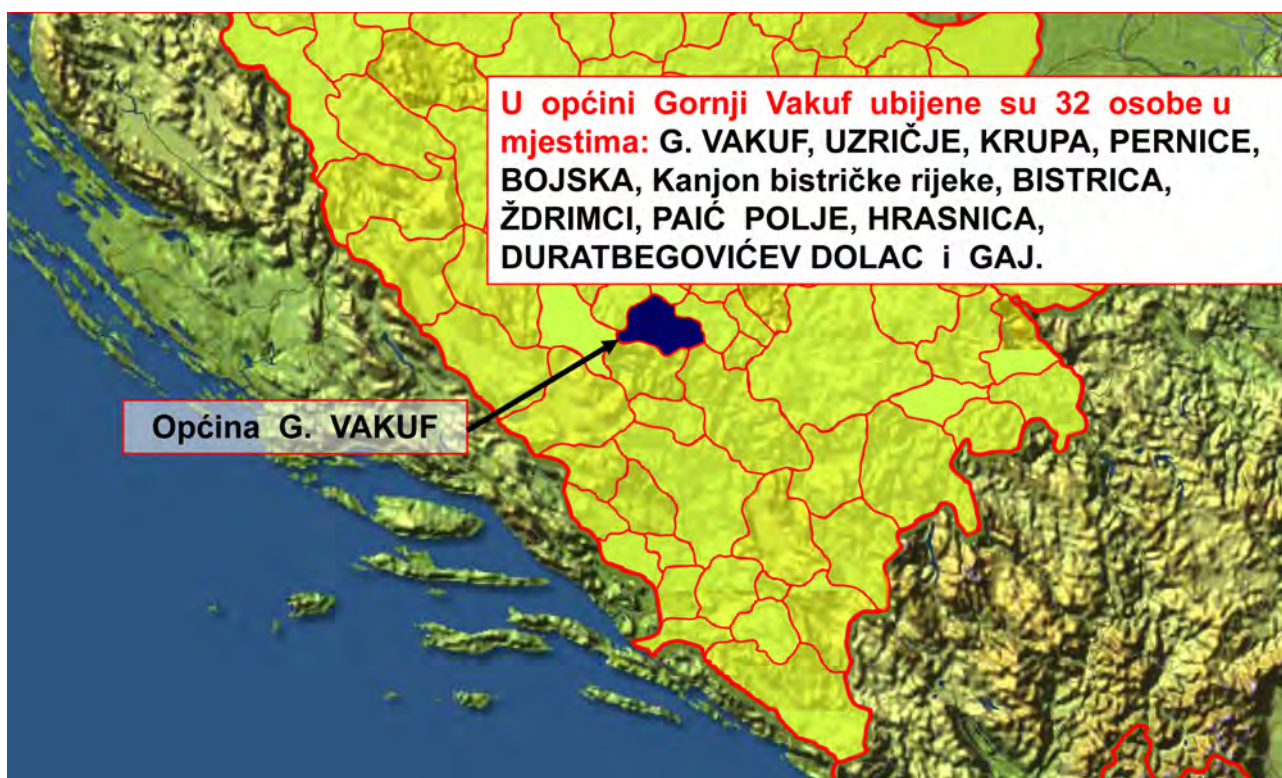 U općini Gornji Vakuf ubijene su 32 osobe u
mjestima: G. VAKUF, UZRIČJE, KRUPA, PERNICE,
BOJSKA, Kanjon bistričke rijeke, BISTRICA,
ŽDRIMCI, PAIĆ POLJE, HRASNICA,
DURATBEGOVIĆEV DOLAC i GAJ.
Općina G. VAKUF